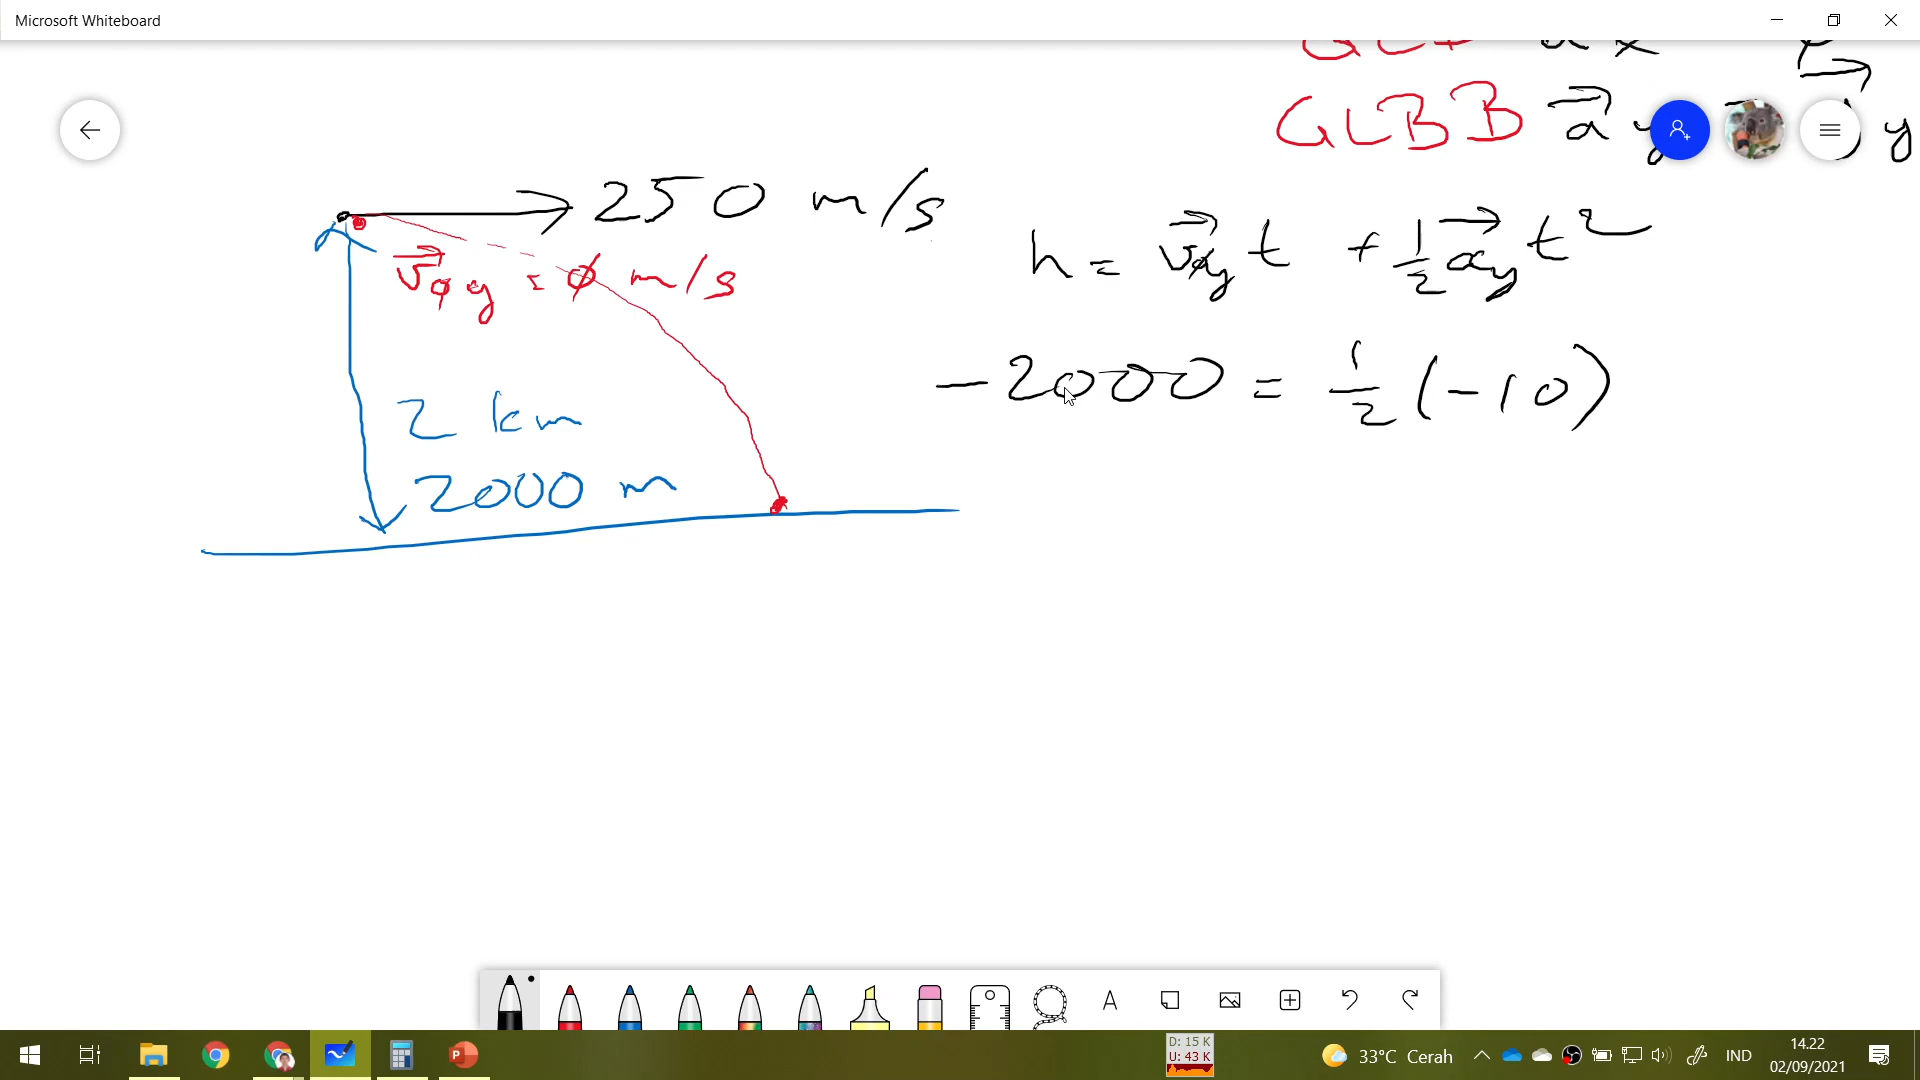 Microsoft Whiteboard
GLBB a y
250 m/s
v0y = 0 m/s
2 km
2000 m
h = v0y t + 1/2 ay t²
-2000 = 1/2 (-10)
A
D: 15 K
U: 43 K
33°C Cerah
IND
14.22
02/09/2021